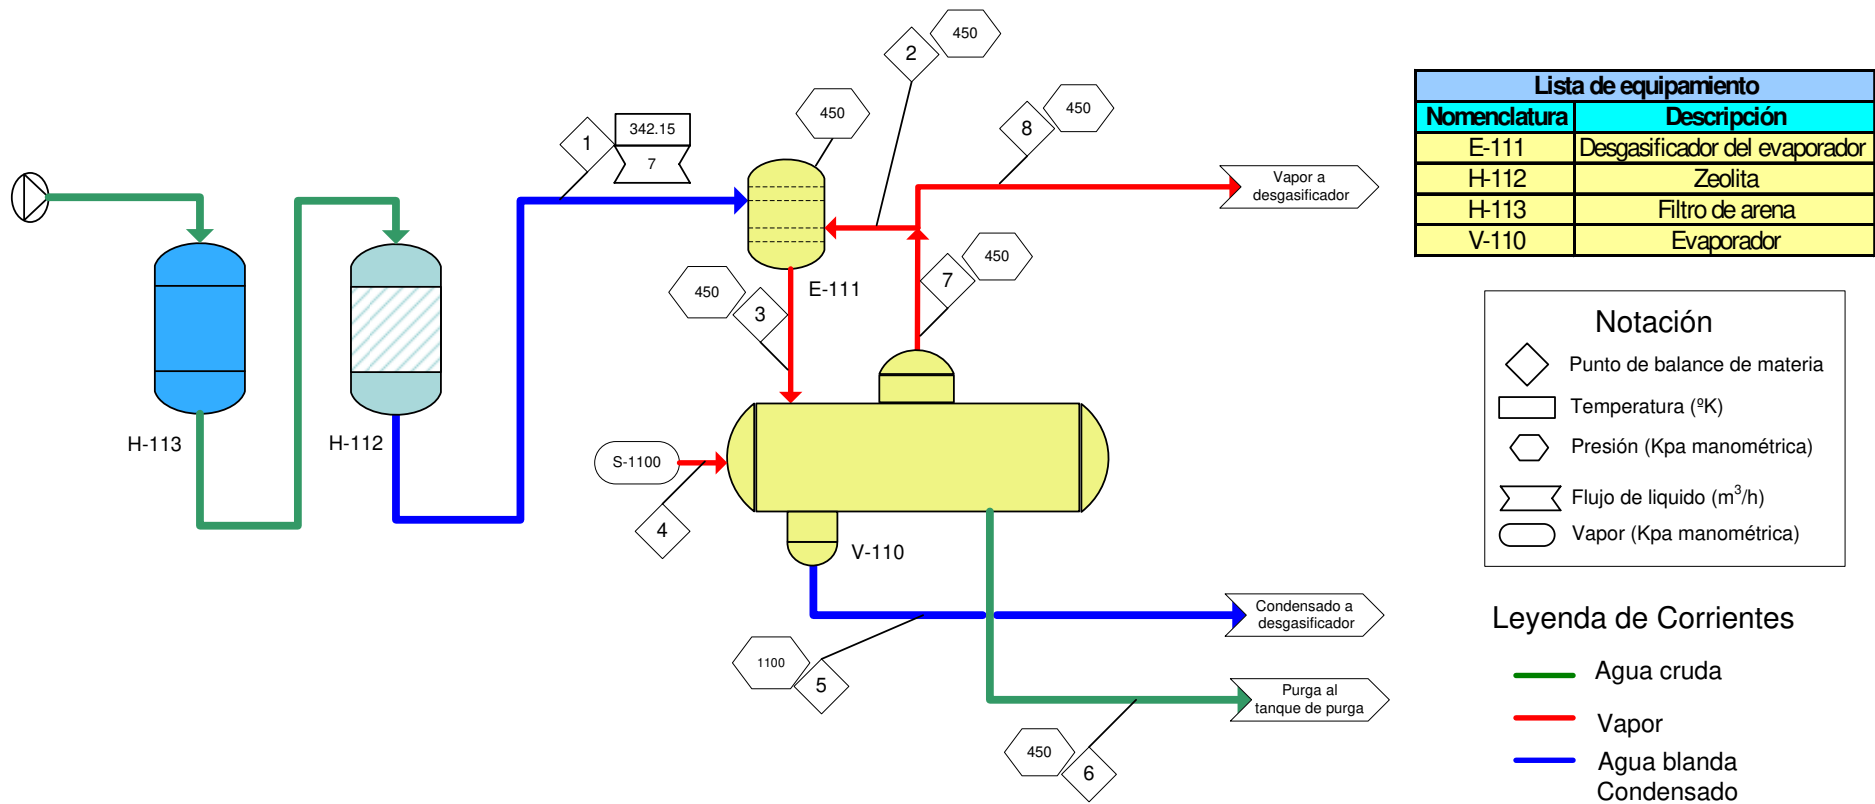 2
450
450
8
450
1
342.15
7
450
Vapor a
desgasificador
7
450
450
3
E-111
H-113
H-112
S-1100
4
V-110
Condensado a
desgasificador
1100
5
Purga al
tanque de purga
450
6
Lista de equipamiento
Nomenclatura Descripción
E-111 Desgasificador del evaporador
H-112 Zeolita
H-113 Filtro de arena
V-110 Evaporador
Notación
Punto de balance de materia
Temperatura (ºK)
Presión (Kpa manométrica)
Flujo de liquido (m³/h)
Vapor (Kpa manométrica)
Leyenda de Corrientes
Agua cruda
Vapor
Agua blanda
Condensado